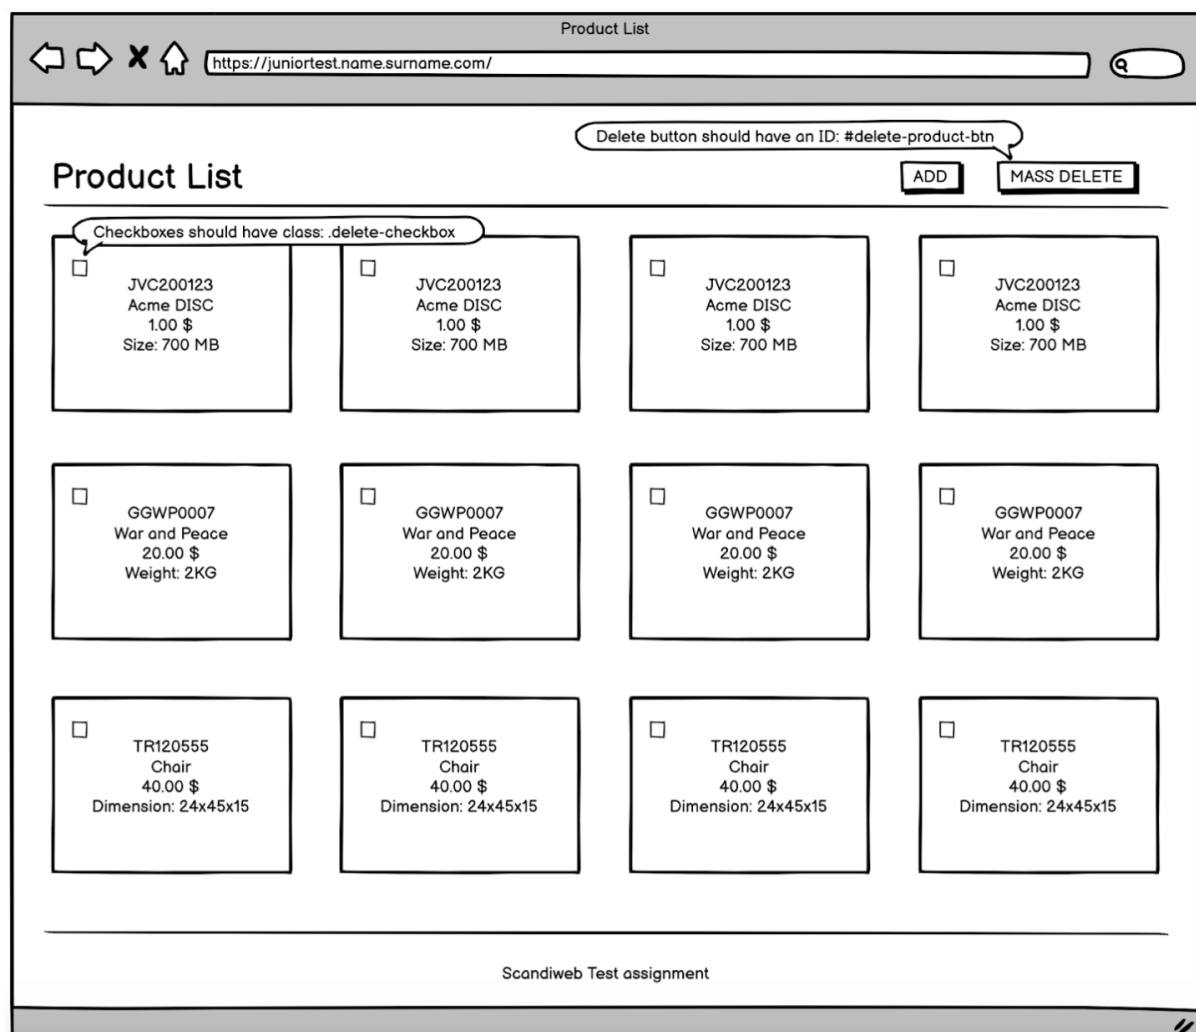 Product List
https://juniortest.name.surname.com/
Delete button should have an ID: #delete-product-btn
Product List
ADD
MASS DELETE
Checkboxes should have class: .delete-checkbox
JVC200123
Acme DISC
1.00 $
Size: 700 MB
JVC200123
Acme DISC
1.00 $
Size: 700 MB
JVC200123
Acme DISC
1.00 $
Size: 700 MB
JVC200123
Acme DISC
1.00 $
Size: 700 MB
GGWP0007
War and Peace
20.00 $
Weight: 2KG
GGWP0007
War and Peace
20.00 $
Weight: 2KG
GGWP0007
War and Peace
20.00 $
Weight: 2KG
GGWP0007
War and Peace
20.00 $
Weight: 2KG
TR120555
Chair
40.00 $
Dimension: 24x45x15
TR120555
Chair
40.00 $
Dimension: 24x45x15
TR120555
Chair
40.00 $
Dimension: 24x45x15
TR120555
Chair
40.00 $
Dimension: 24x45x15
Scandiweb Test assignment